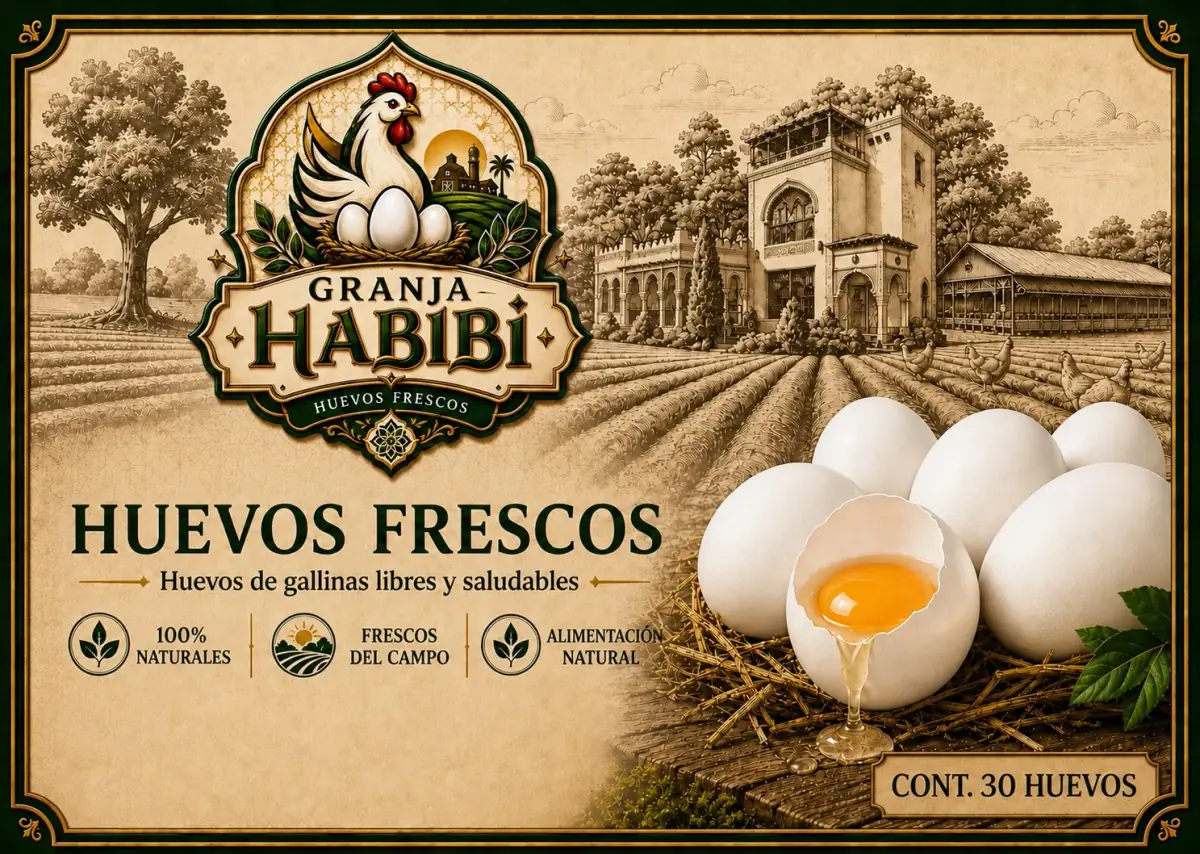 GRANJA
HABIBI
HUEVOS FRESCOS
HUEVOS FRESCOS
Huevos de gallinas libres y saludables
100%
NATURALES
FRESCOS
DEL CAMPO
ALIMENTACIÓN
NATURAL
CONT. 30 HUEVOS